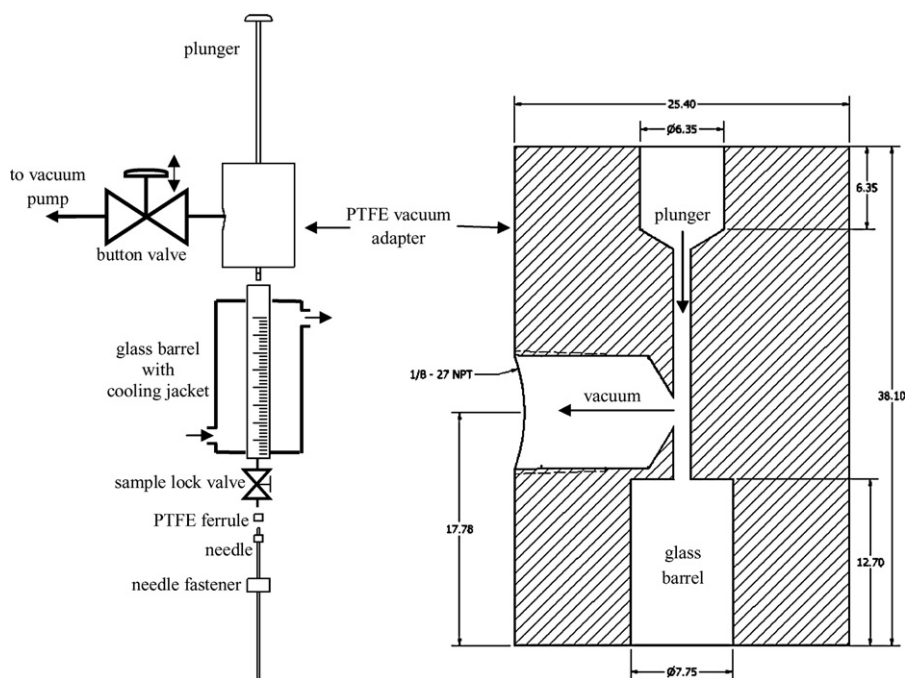 plunger
to vacuum
pump
button valve
PTFE vacuum
adapter
glass barrel
with
cooling jacket
sample lock valve
PTFE ferrule
needle
needle fastener
25.40
Ø6.35
6.35
plunger
1/8 - 27 NPT
vacuum
38.10
17.78
glass
barrel
12.70
Ø7.75